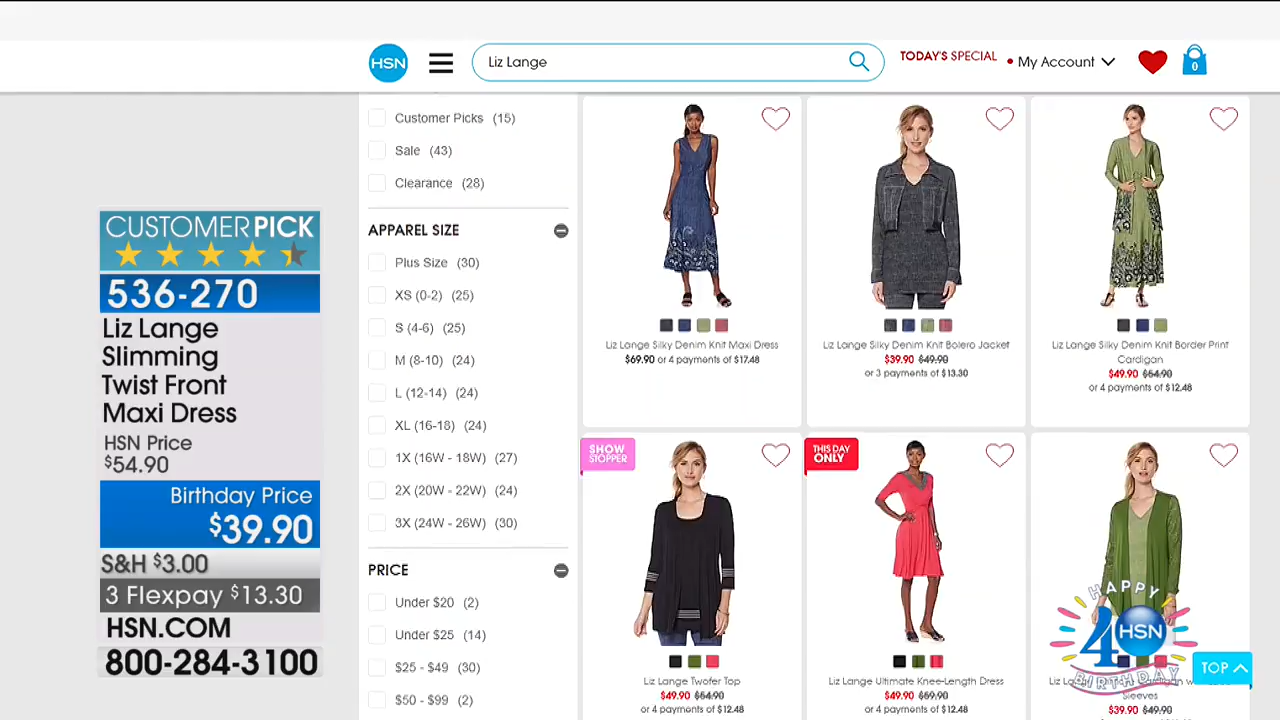 HSN
Liz Lange
TODAY'S SPECIAL
My Account
0
Customer Picks (15)
Sale (43)
Clearance (28)
APPAREL SIZE
Plus Size (30)
XS (0-2) (25)
S (4-6) (25)
M (8-10) (24)
L (12-14) (24)
XL (16-18) (24)
1X (16W - 18W) (27)
2X (20W - 22W) (24)
3X (24W - 26W) (30)
PRICE
Under $20 (2)
Under $25 (14)
$25 - $49 (30)
$50 - $99 (2)
CUSTOMER PICK
536-270
Liz Lange
Slimming
Twist Front
Maxi Dress
HSN Price
$54.90
Birthday Price
$39.90
S&H $3.00
3 Flexpay $13.30
HSN.COM
800-284-3100
Liz Lange Silky Denim Knit Maxi Dress
$69.90 or 4 payments of $17.48
Liz Lange Silky Denim Knit Bolero Jacket
$39.90 $49.90
or 3 payments of $13.30
Liz Lange Silky Denim Knit Border Print
Cardigan
$49.90 $64.90
or 4 payments of $12.48
SHOW
STOPPER
Liz Lange Twofer Top
$49.90 $54.90
or 4 payments of $12.48
THIS DAY
ONLY
Liz Lange Ultimate Knee-Length Dress
$49.90 $59.90
or 4 payments of $12.48
Sleeves
$39.90 $49.90
HAPPY
40 HSN
BIRTHDAY
TOP